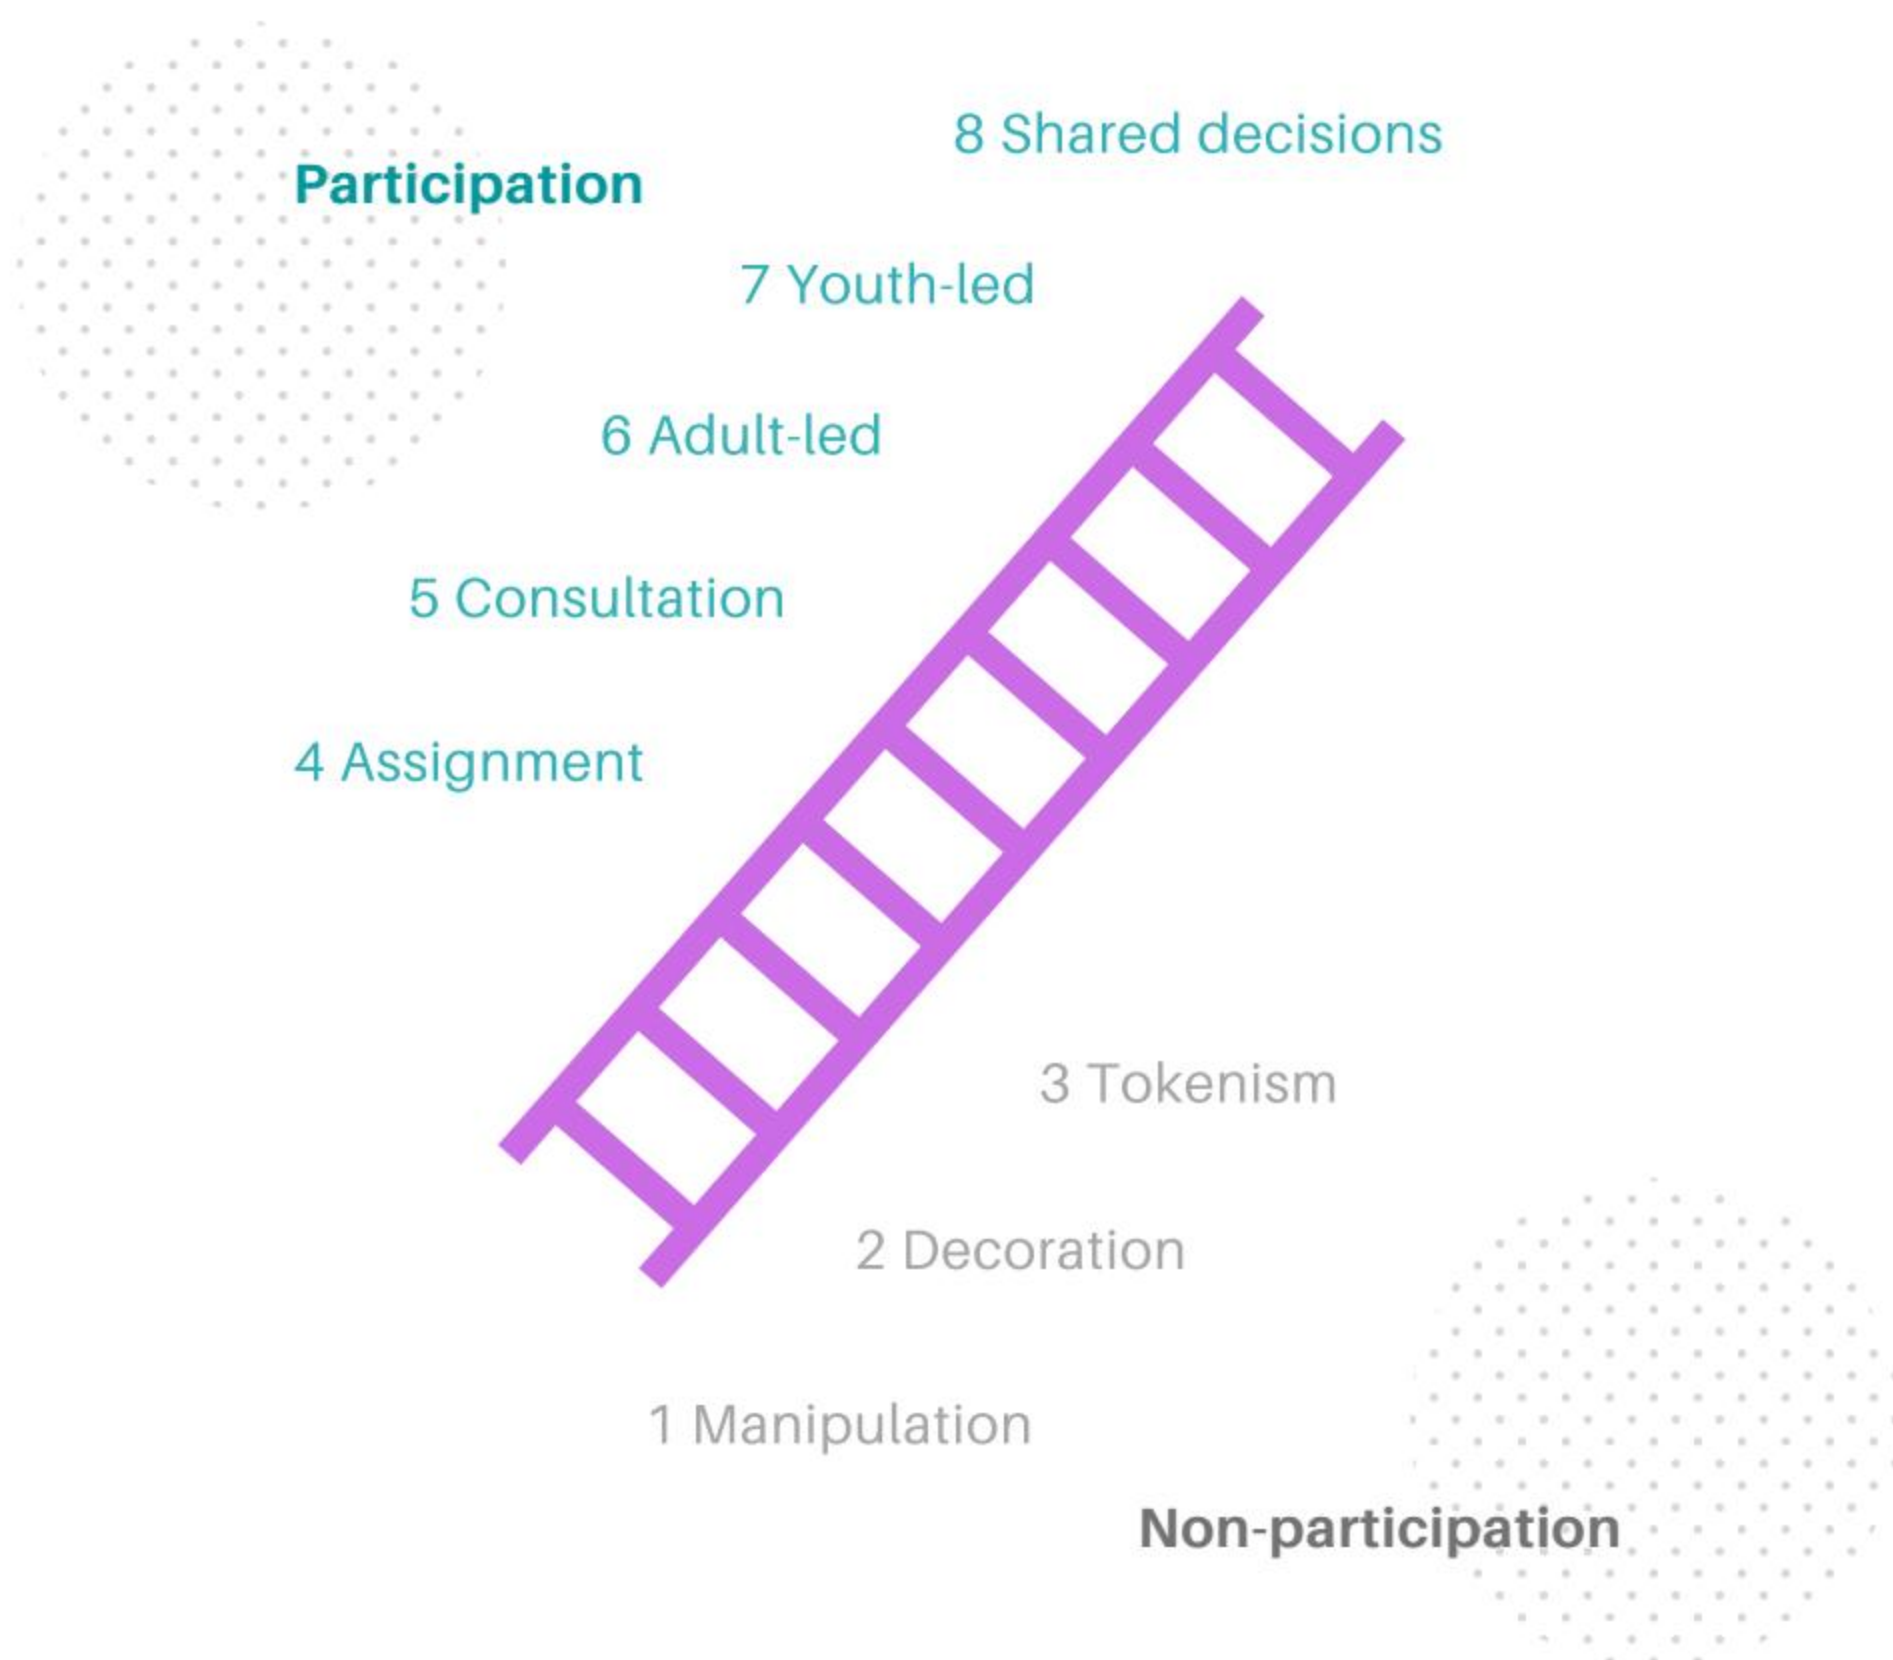 8 Shared decisions
Participation
7 Youth-led
6 Adult-led
5 Consultation
4 Assignment
3 Tokenism
2 Decoration
1 Manipulation
Non-participation